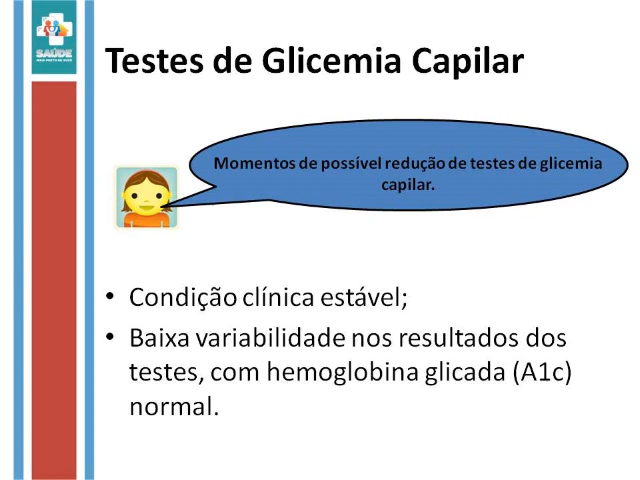 SAÚDE
Testes de Glicemia Capilar
Momentos de possível redução de testes de glicemia
capilar.
• Condição clínica estável;
• Baixa variabilidade nos resultados dos
testes, com hemoglobina glicada (A1c)
normal.